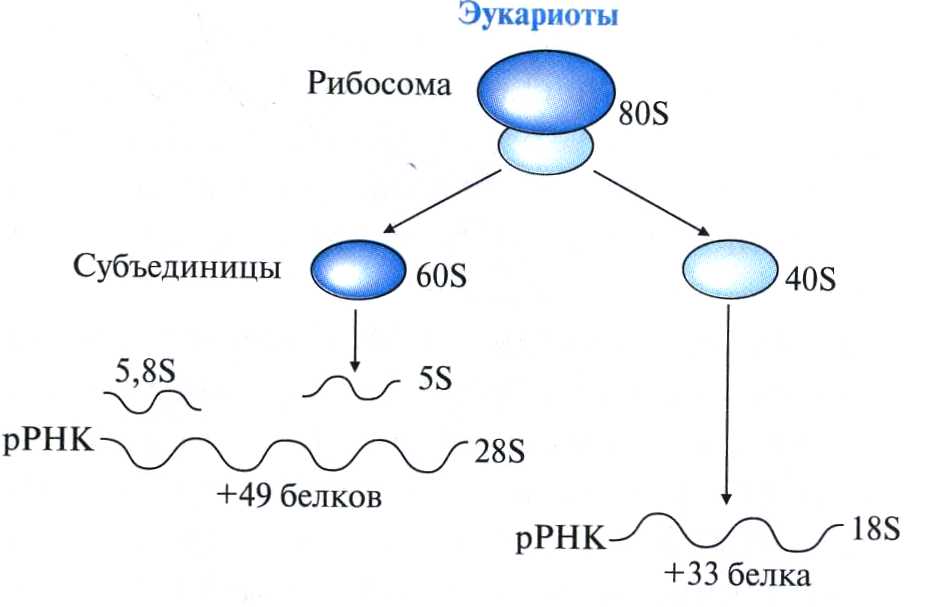 Эукариоты
Рибосома
80S
Субъединицы
60S
40S
5,8S
5S
рРНК
28S
+49 белков
рРНК
18S
+33 белка